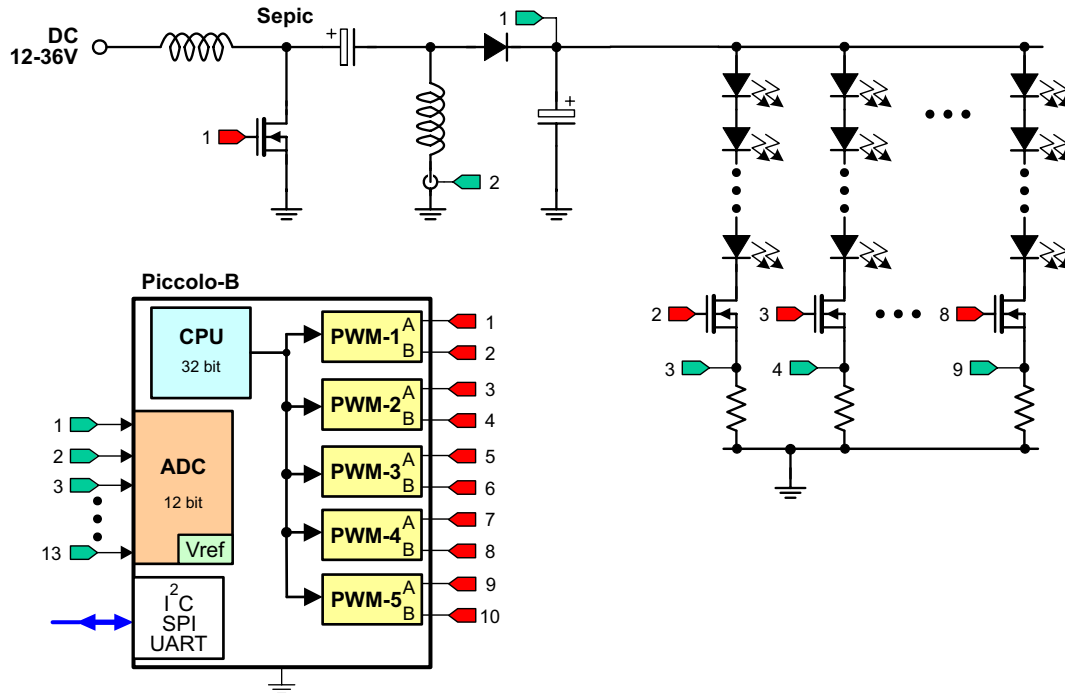 Sepic
DC
12-36V
+
1
+
1
2
Piccolo-B
CPU
32 bit
PWM-1
A
B
1
2
PWM-2
A
B
3
4
PWM-3
A
B
5
6
PWM-4
A
B
7
8
PWM-5
A
B
9
10
1
2
3
13
ADC
12 bit
Vref
I2C
SPI
UART
2
3
8
3
4
9